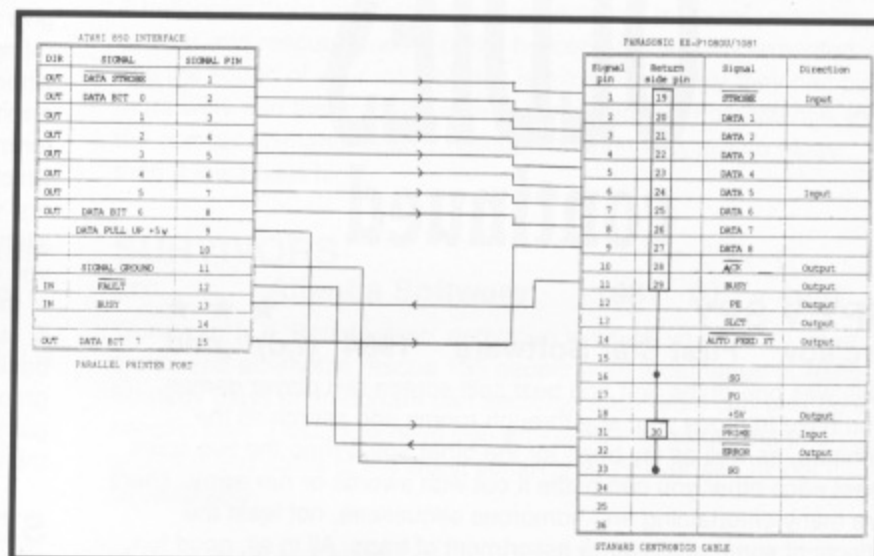 ATARI 850 INTERFACE
DIR SIGNAL SIGNAL PIN
OUT DATA STROBE 1
OUT DATA BIT 0 2
OUT 1 3
OUT 2 4
OUT 3 5
OUT 4 6
OUT 5 7
OUT DATA BIT 6 8
DATA PULL UP +5v 9
10
SIGNAL GROUND 11
IN FAULT 12
IN BUSY 13
14
OUT DATA BIT 7 15
PARALLEL PRINTER PORT
PANASONIC KX-P1080U/1081
Signal pin Return side pin Signal Direction
1 19 STROBE Input
2 20 DATA 1
3 21 DATA 2
4 22 DATA 3
5 23 DATA 4
6 24 DATA 5 Input
7 25 DATA 6
8 26 DATA 7
9 27 DATA 8
10 28 ACK Output
11 29 BUSY Output
12 PE Output
13 SLCT Output
14 AUTO FEED XT Output
15
16 SG
17 FG
18 +5V Output
31 30 PRIME Input
32 ERROR Output
33 SG
34
35
36
STANARD CENTRONICS CABLE